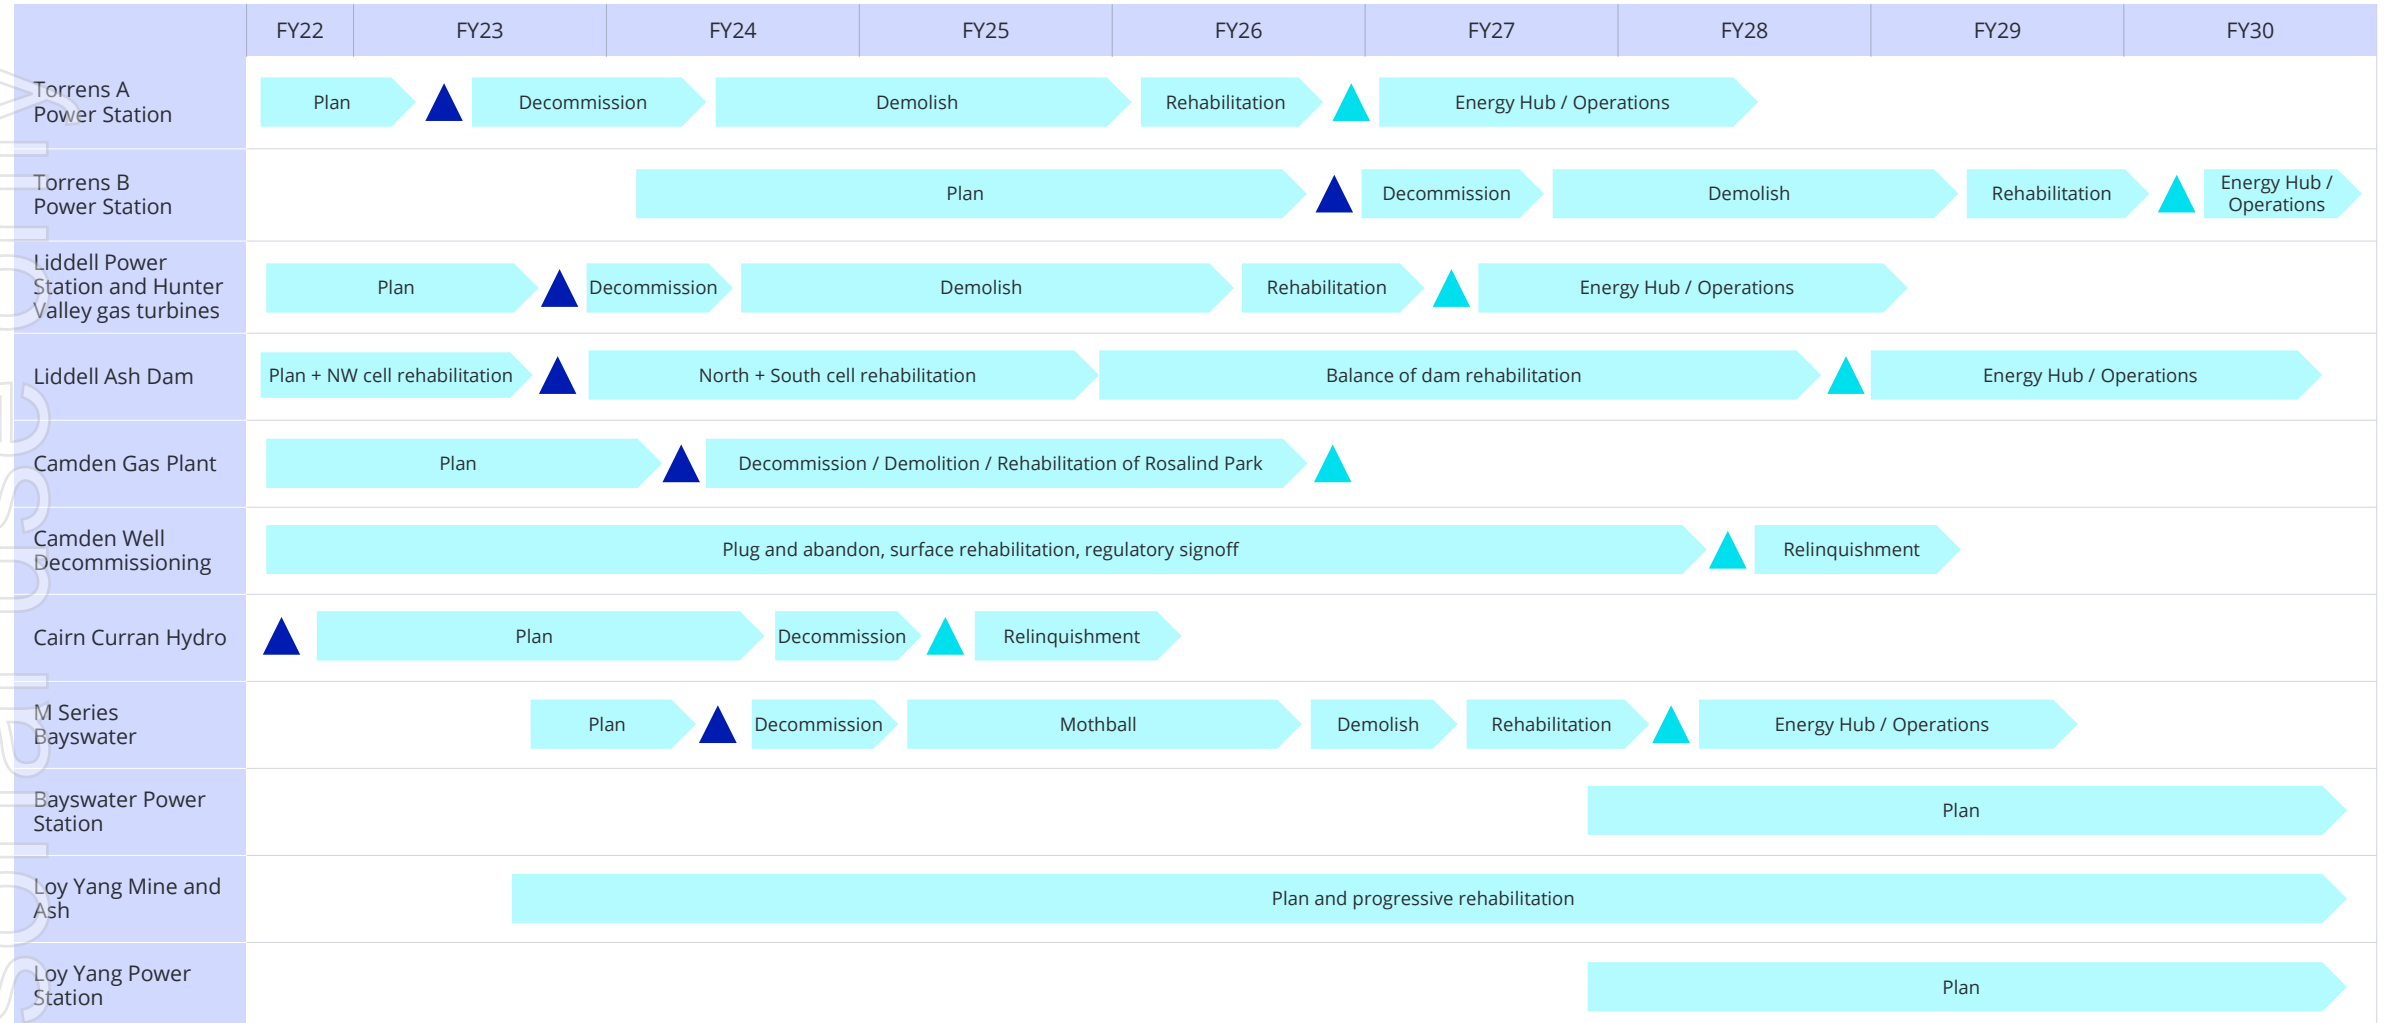 FY22 FY23 FY24 FY25 FY26 FY27 FY28 FY29 FY30
Torrens A
Power Station
Plan
Decommission
Demolish
Rehabilitation
Energy Hub / Operations
Torrens B
Power Station
Plan
Decommission
Demolish
Rehabilitation
Energy Hub /
Operations
Liddell Power
Station and Hunter
Valley gas turbines
Plan
Decommission
Demolish
Rehabilitation
Energy Hub / Operations
Liddell Ash Dam
Plan + NW cell rehabilitation
North + South cell rehabilitation
Balance of dam rehabilitation
Energy Hub / Operations
Camden Gas Plant
Plan
Decommission / Demolition / Rehabilitation of Rosalind Park
Camden Well
Decommissioning
Plug and abandon, surface rehabilitation, regulatory signoff
Relinquishment
Cairn Curran Hydro
Plan
Decommission
Relinquishment
M Series
Bayswater
Plan
Decommission
Mothball
Demolish
Rehabilitation
Energy Hub / Operations
Bayswater Power
Station
Plan
Loy Yang Mine and
Ash
Plan and progressive rehabilitation
Loy Yang Power
Station
Plan